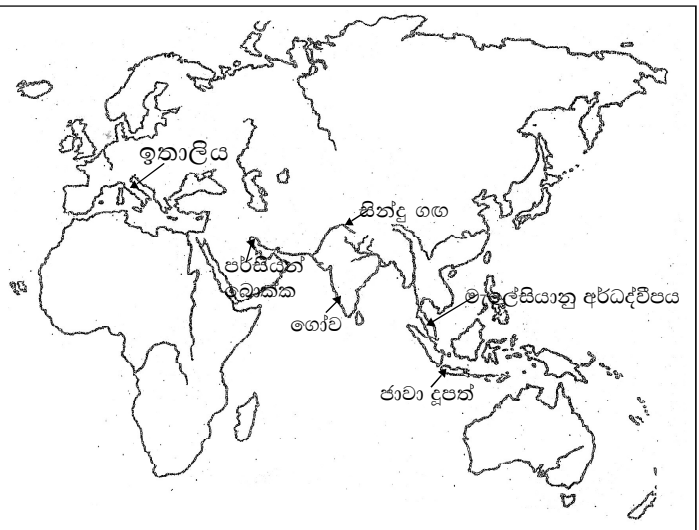 ඉතාලිය
සින්දු ගඟ
පර්සියන්
බොක්ක
මැලේසියානු අර්ධද්වීපය
ගෝව
ජාවා දූපත්